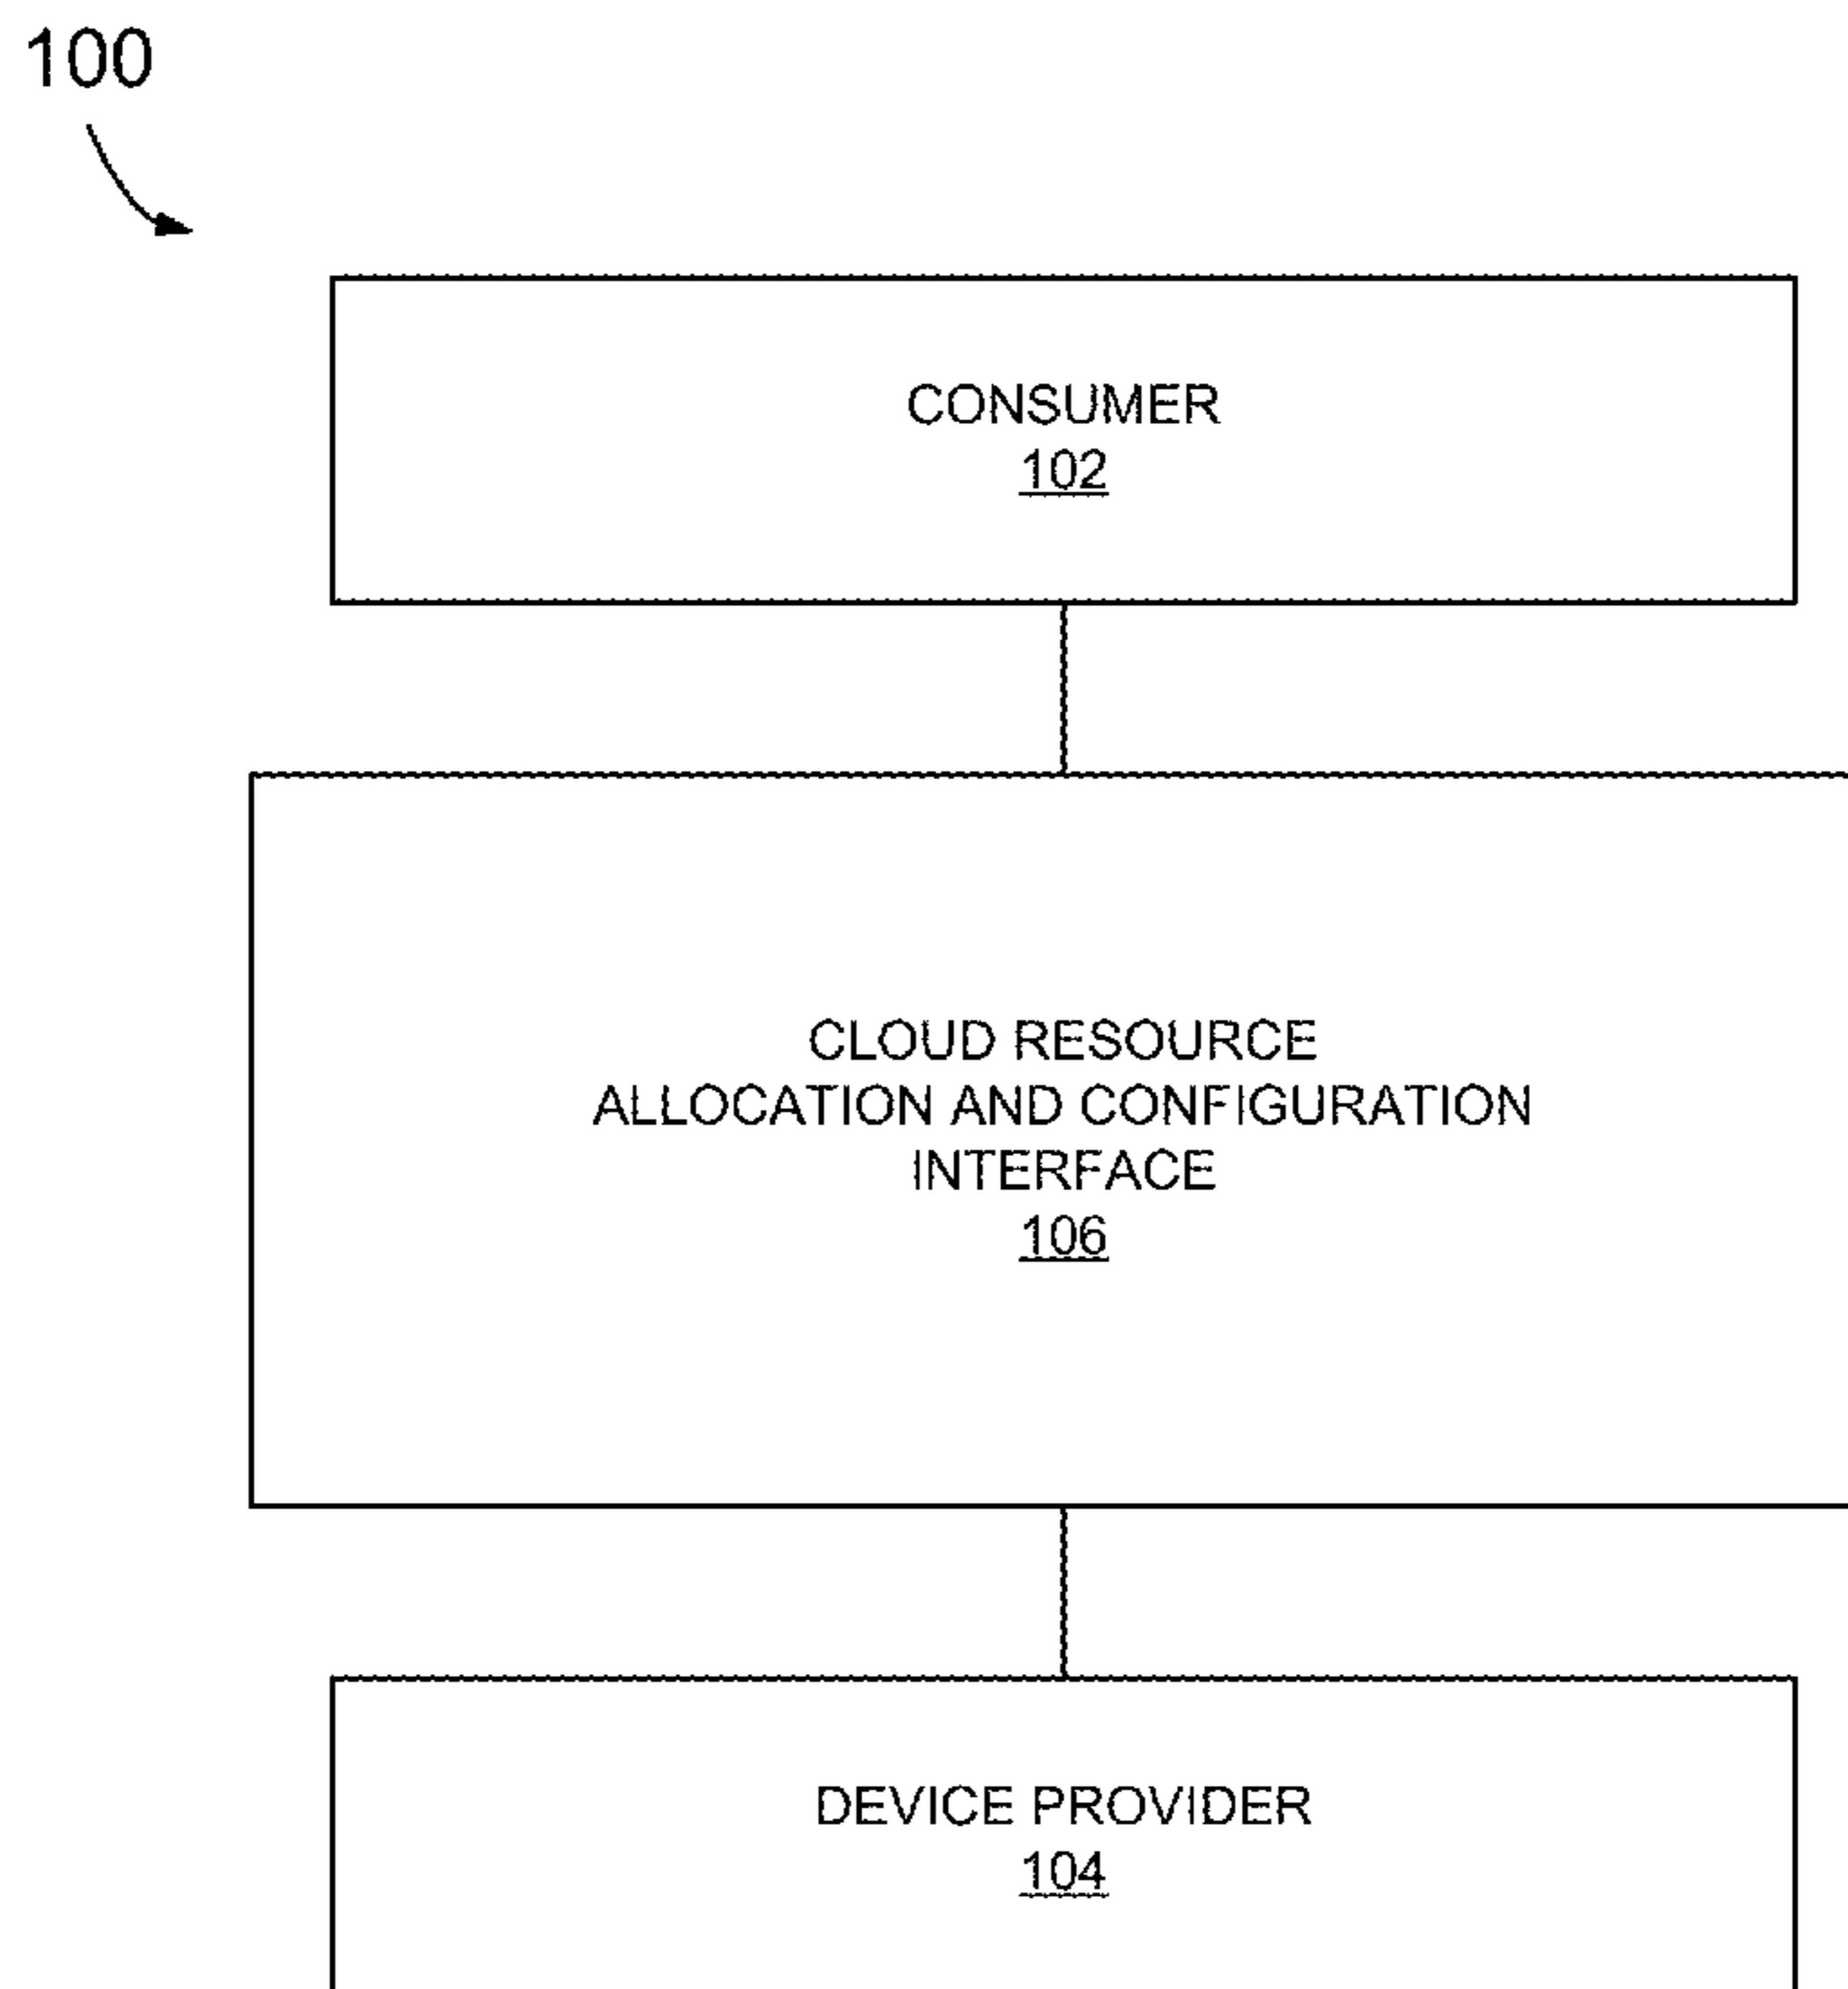 100
CONSUMER
102
CLOUD RESOURCE
ALLOCATION AND CONFIGURATION
INTERFACE
106
DEVICE PROVIDER
104